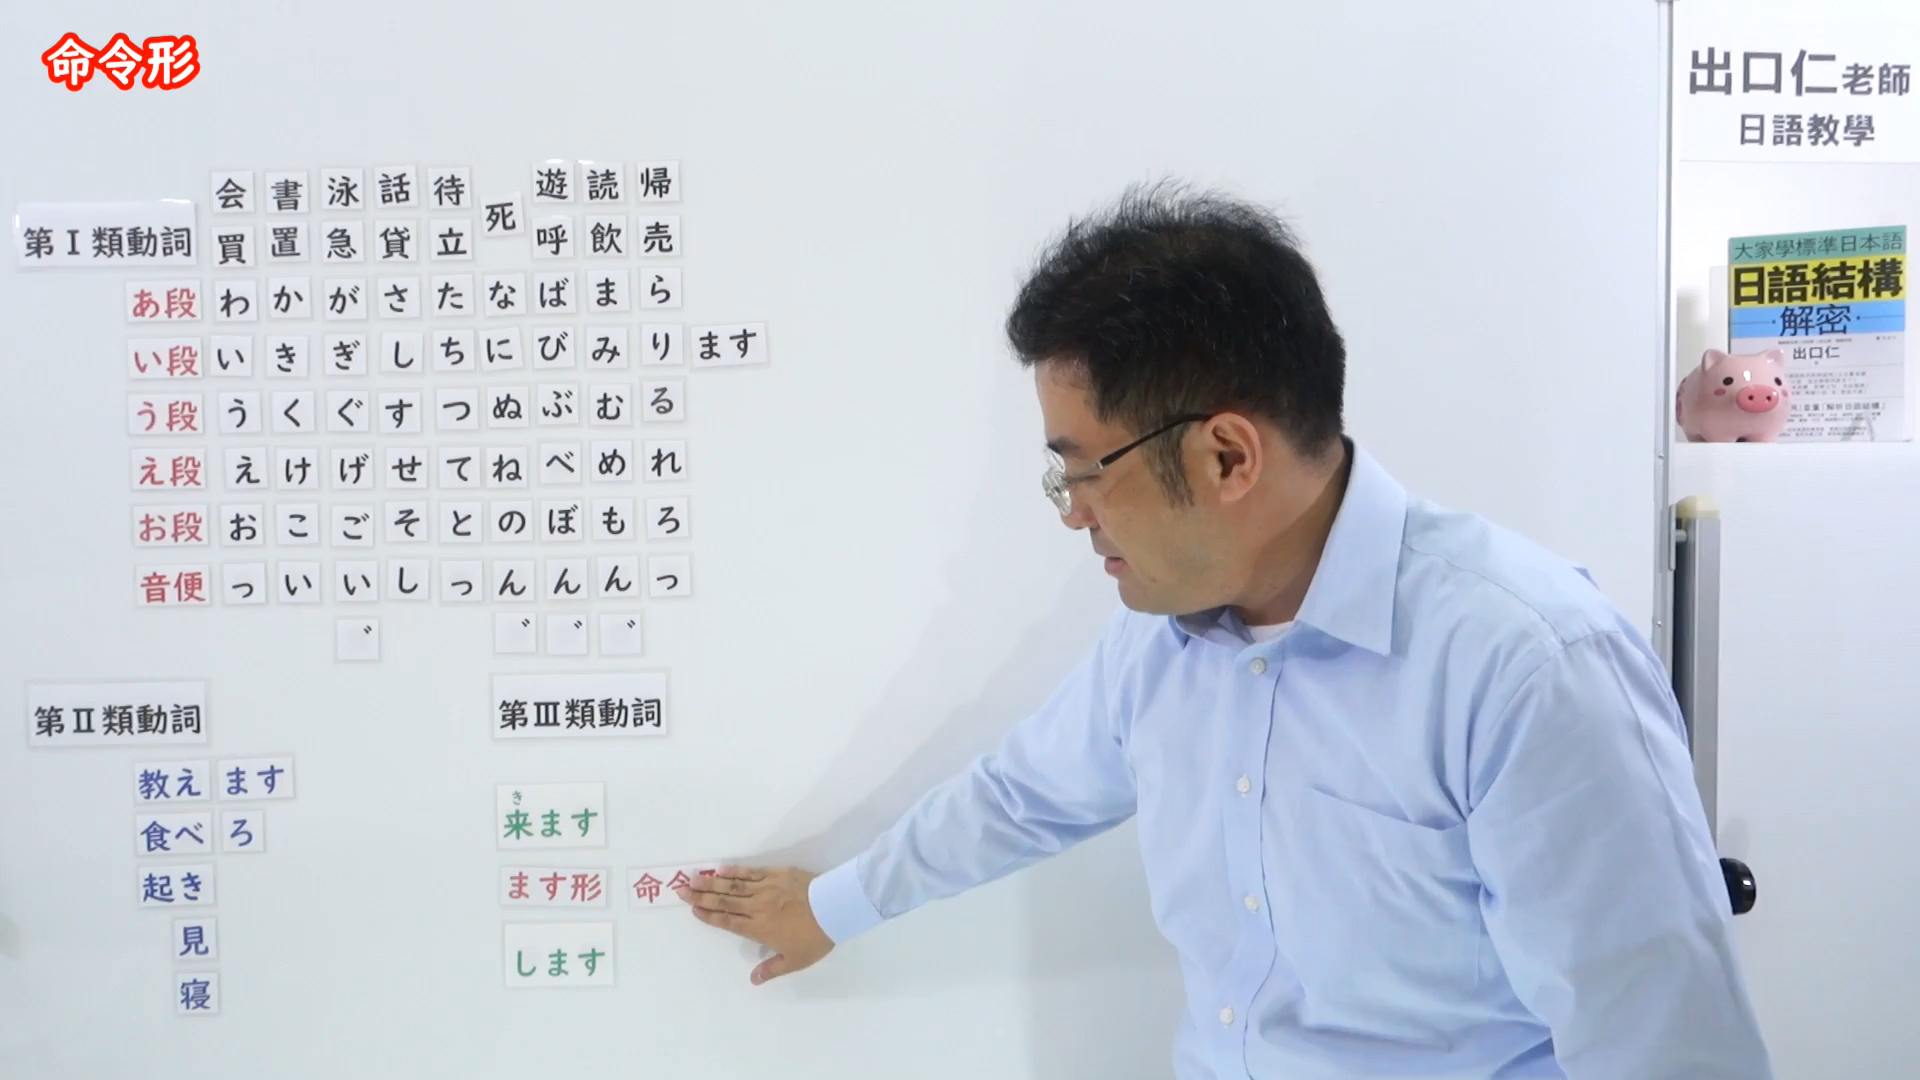 命令形
出口仁老師
日語教學
会 書 泳 話 待 死 遊 読 帰
第Ⅰ類動詞 買 置 急 貸 立 呼 飲 売
あ段 わ か が さ た な ば ま ら
い段 い き ぎ し ち に び み り ます
う段 う く ぐ す つ ぬ ぶ む る
え段 え け げ せ て ね べ め れ
お段 お こ ご そ と の ぼ も ろ
音便 っ い い し っ ん ん ん っ
゛ ゛ ゛ ゛
第Ⅱ類動詞
教え ます
食べ ろ
起き
見
寝
第Ⅲ類動詞
き
来ます
ます形 命令形
します
大家學標準日本語
日語結構
解密
出口仁